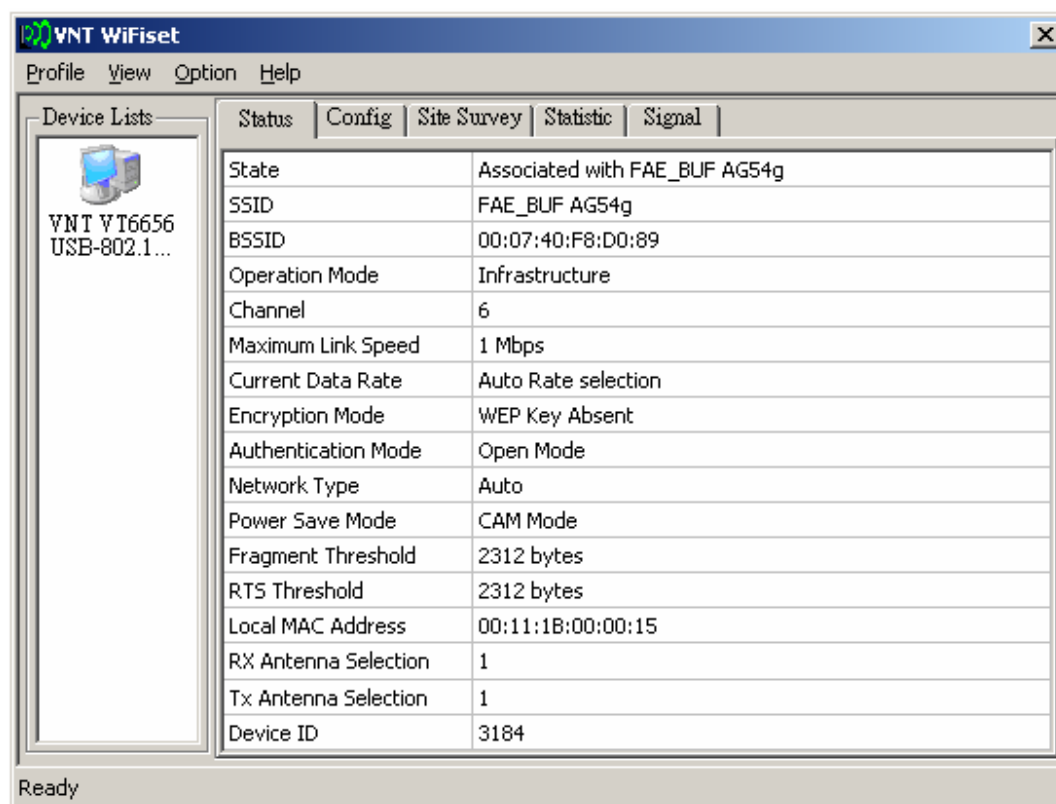 VNT WiFiset
Profile View Option Help
Device Lists
VNT VT6656
USB-802.1...
Status Config Site Survey Statistic Signal
State Associated with FAE_BUF AG54g
SSID FAE_BUF AG54g
BSSID 00:07:40:F8:D0:89
Operation Mode Infrastructure
Channel 6
Maximum Link Speed 1 Mbps
Current Data Rate Auto Rate selection
Encryption Mode WEP Key Absent
Authentication Mode Open Mode
Network Type Auto
Power Save Mode CAM Mode
Fragment Threshold 2312 bytes
RTS Threshold 2312 bytes
Local MAC Address 00:11:1B:00:00:15
RX Antenna Selection 1
Tx Antenna Selection 1
Device ID 3184
Ready